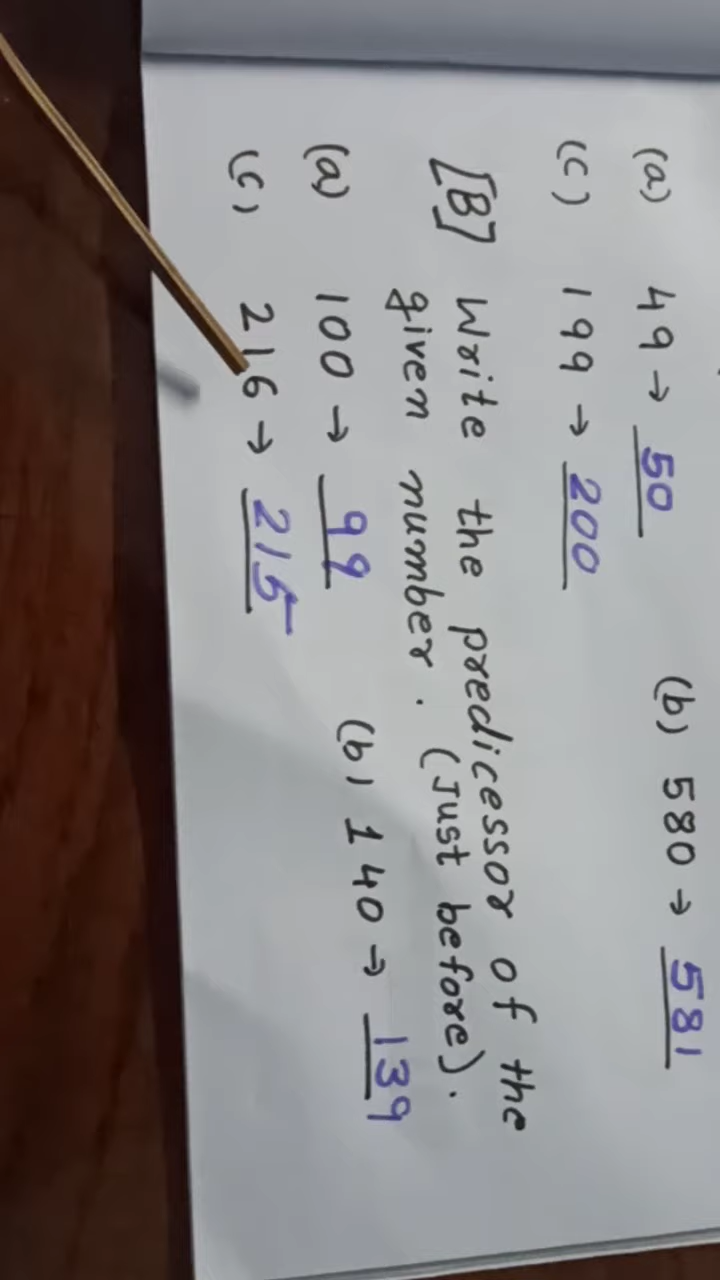 (a) 49 → 50 (b) 580 → 581
(c) 199 → 200
[B] Write the predicessor of the
given number. (Just before).
(a) 100 → 99 (b) 140 → 139
(c) 216 → 215